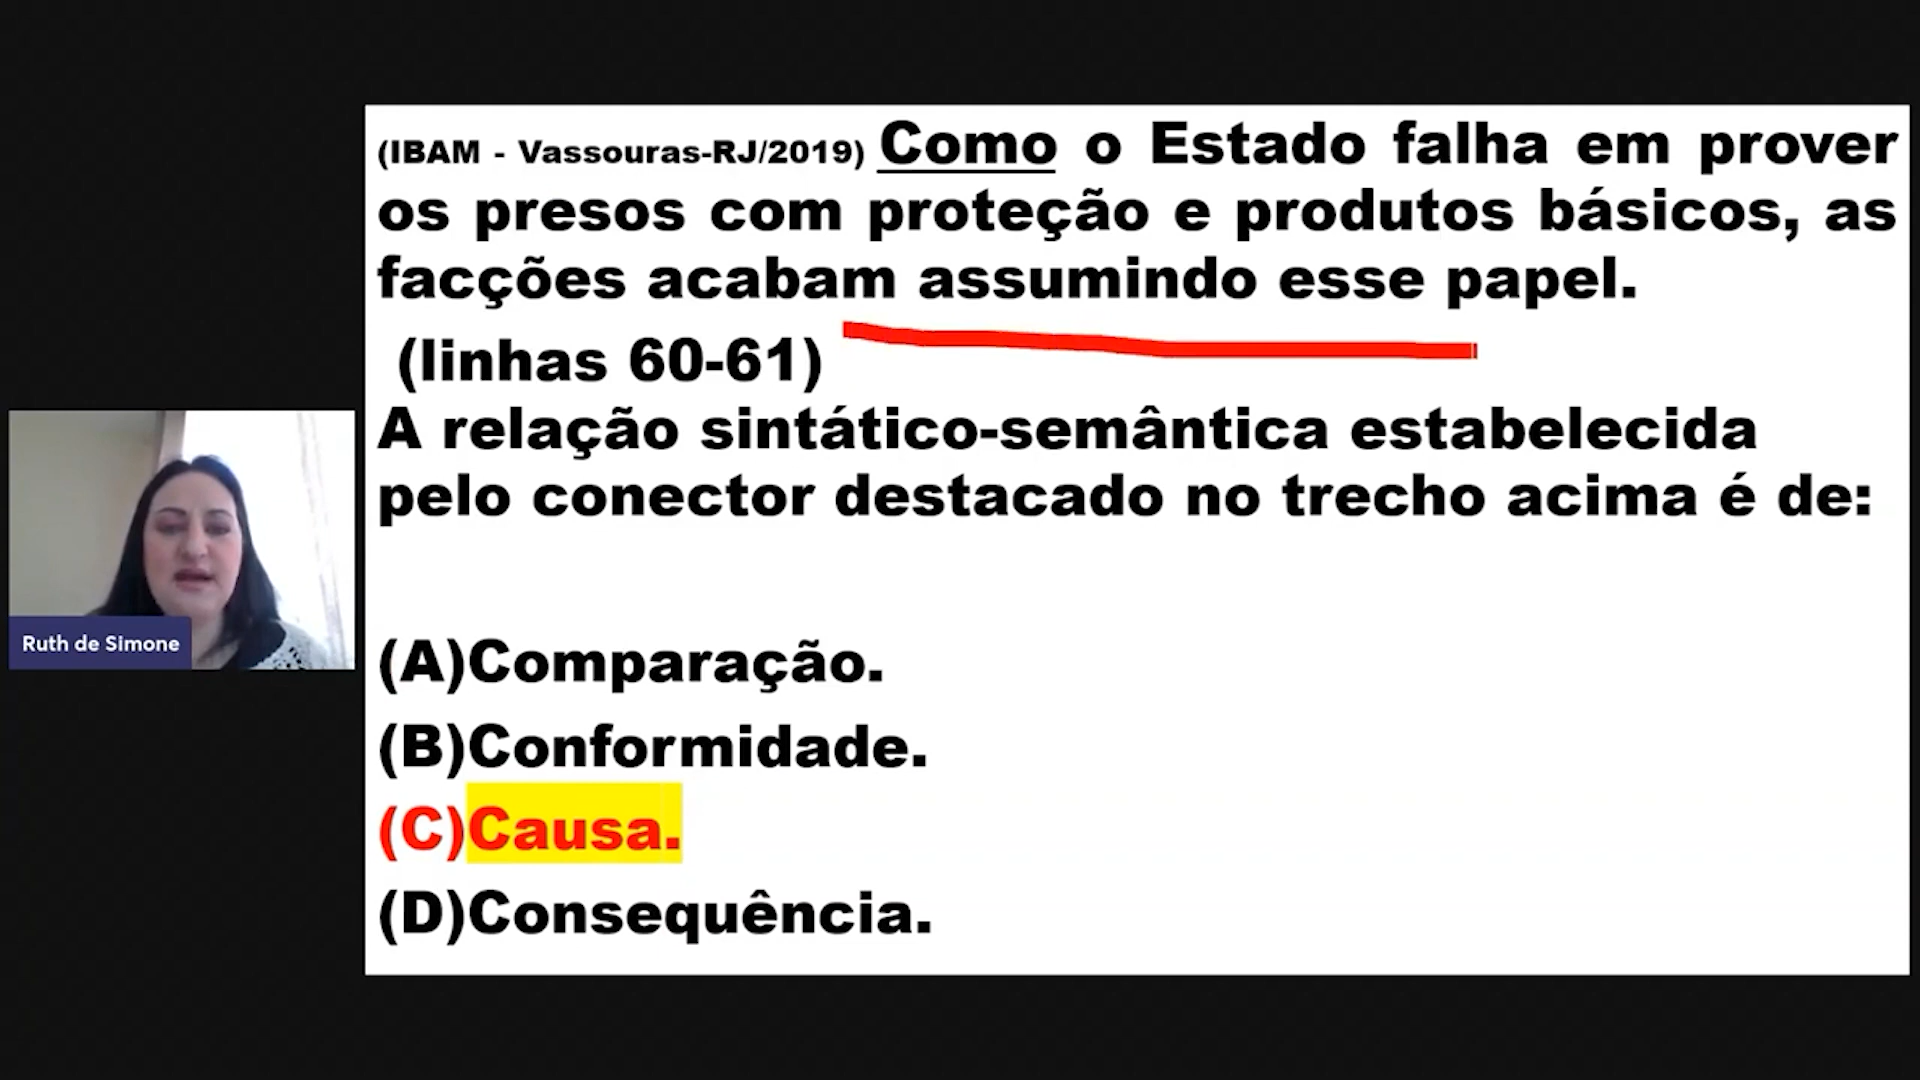 (IBAM - Vassouras-RJ/2019) Como o Estado falha em prover
os presos com proteção e produtos básicos, as
facções acabam assumindo esse papel.
(linhas 60-61)
A relação sintático-semântica estabelecida
pelo conector destacado no trecho acima é de:
(A)Comparação.
(B)Conformidade.
(C)Causa.
(D)Consequência.
Ruth de Simone